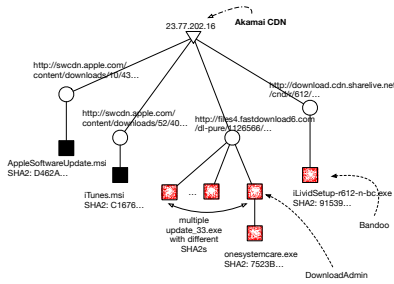 23.77.202.16
Akamai CDN
http://swcdn.apple.com/
content/downloads/10/43...
http://download.cdn.sharelive.net
/cnd/r/612/...
http://swcdn.apple.com/
content/downloads/52/40...
http://files4.fastdownload6.com
/dl-pure/1126566/...
AppleSoftwareUpdate.msi
SHA2: D462A...
iTunes.msi
SHA2: C1676...
...
multiple
update_33.exe
with different
SHA2s
iLividSetup-r612-n-bc.exe
SHA2: 91539...
Bandoo
onesystemcare.exe
SHA2: 7523B...
DownloadAdmin